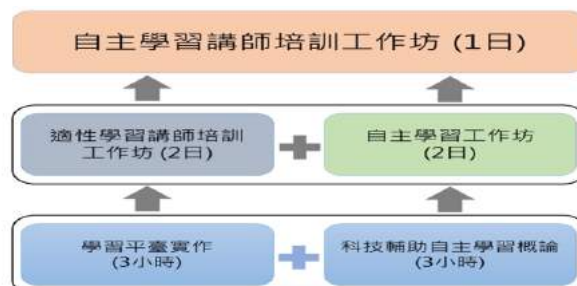 自主學習講師培訓工作坊 (1日)
適性學習講師培訓
工作坊 (2日)
自主學習工作坊
(2日)
學習平臺實作
(3小時)
科技輔助自主學習概論
(3小時)